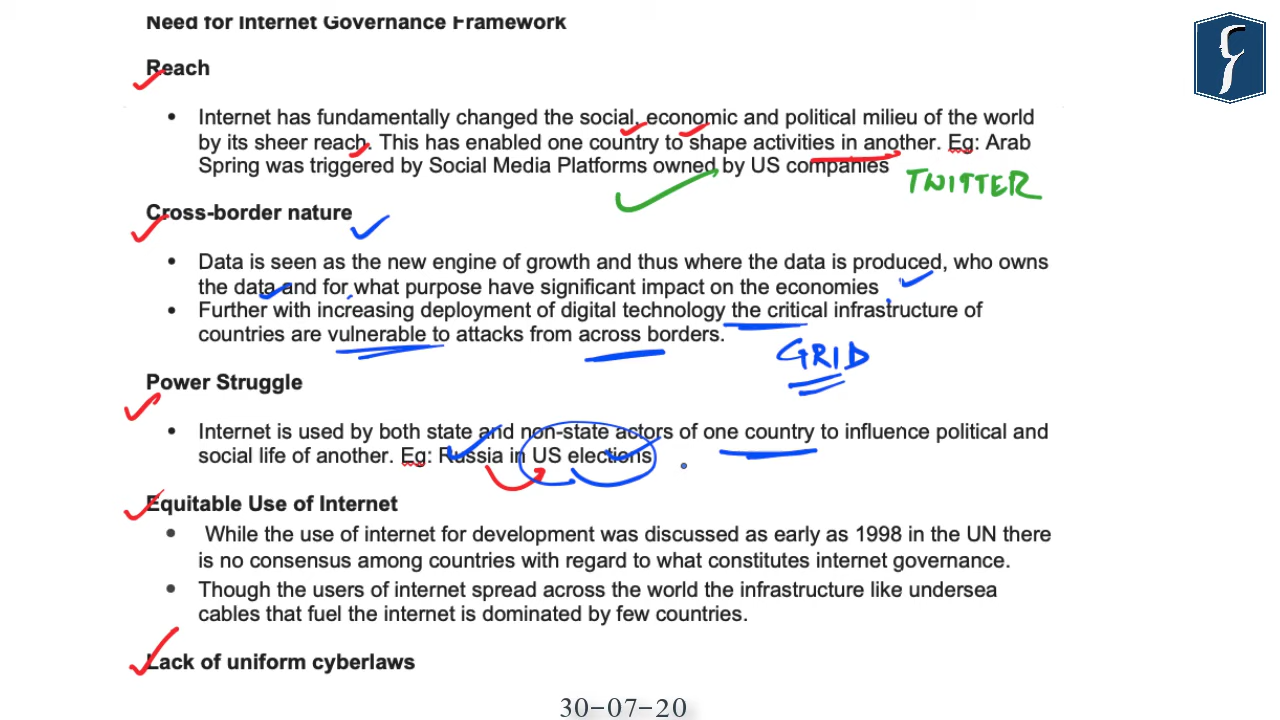 Need for Internet Governance Framework
Reach
• Internet has fundamentally changed the social, economic and political milieu of the world
by its sheer reach. This has enabled one country to shape activities in another. Eg: Arab
Spring was triggered by Social Media Platforms owned by US companies
TWITTER
Cross-border nature
• Data is seen as the new engine of growth and thus where the data is produced, who owns
the data and for what purpose have significant impact on the economies
• Further with increasing deployment of digital technology the critical infrastructure of
countries are vulnerable to attacks from across borders.
GRID
Power Struggle
• Internet is used by both state and non-state actors of one country to influence political and
social life of another. Eg: Russia in US elections
Equitable Use of Internet
• While the use of internet for development was discussed as early as 1998 in the UN there
is no consensus among countries with regard to what constitutes internet governance.
• Though the users of internet spread across the world the infrastructure like undersea
cables that fuel the internet is dominated by few countries.
Lack of uniform cyberlaws
30-07-20